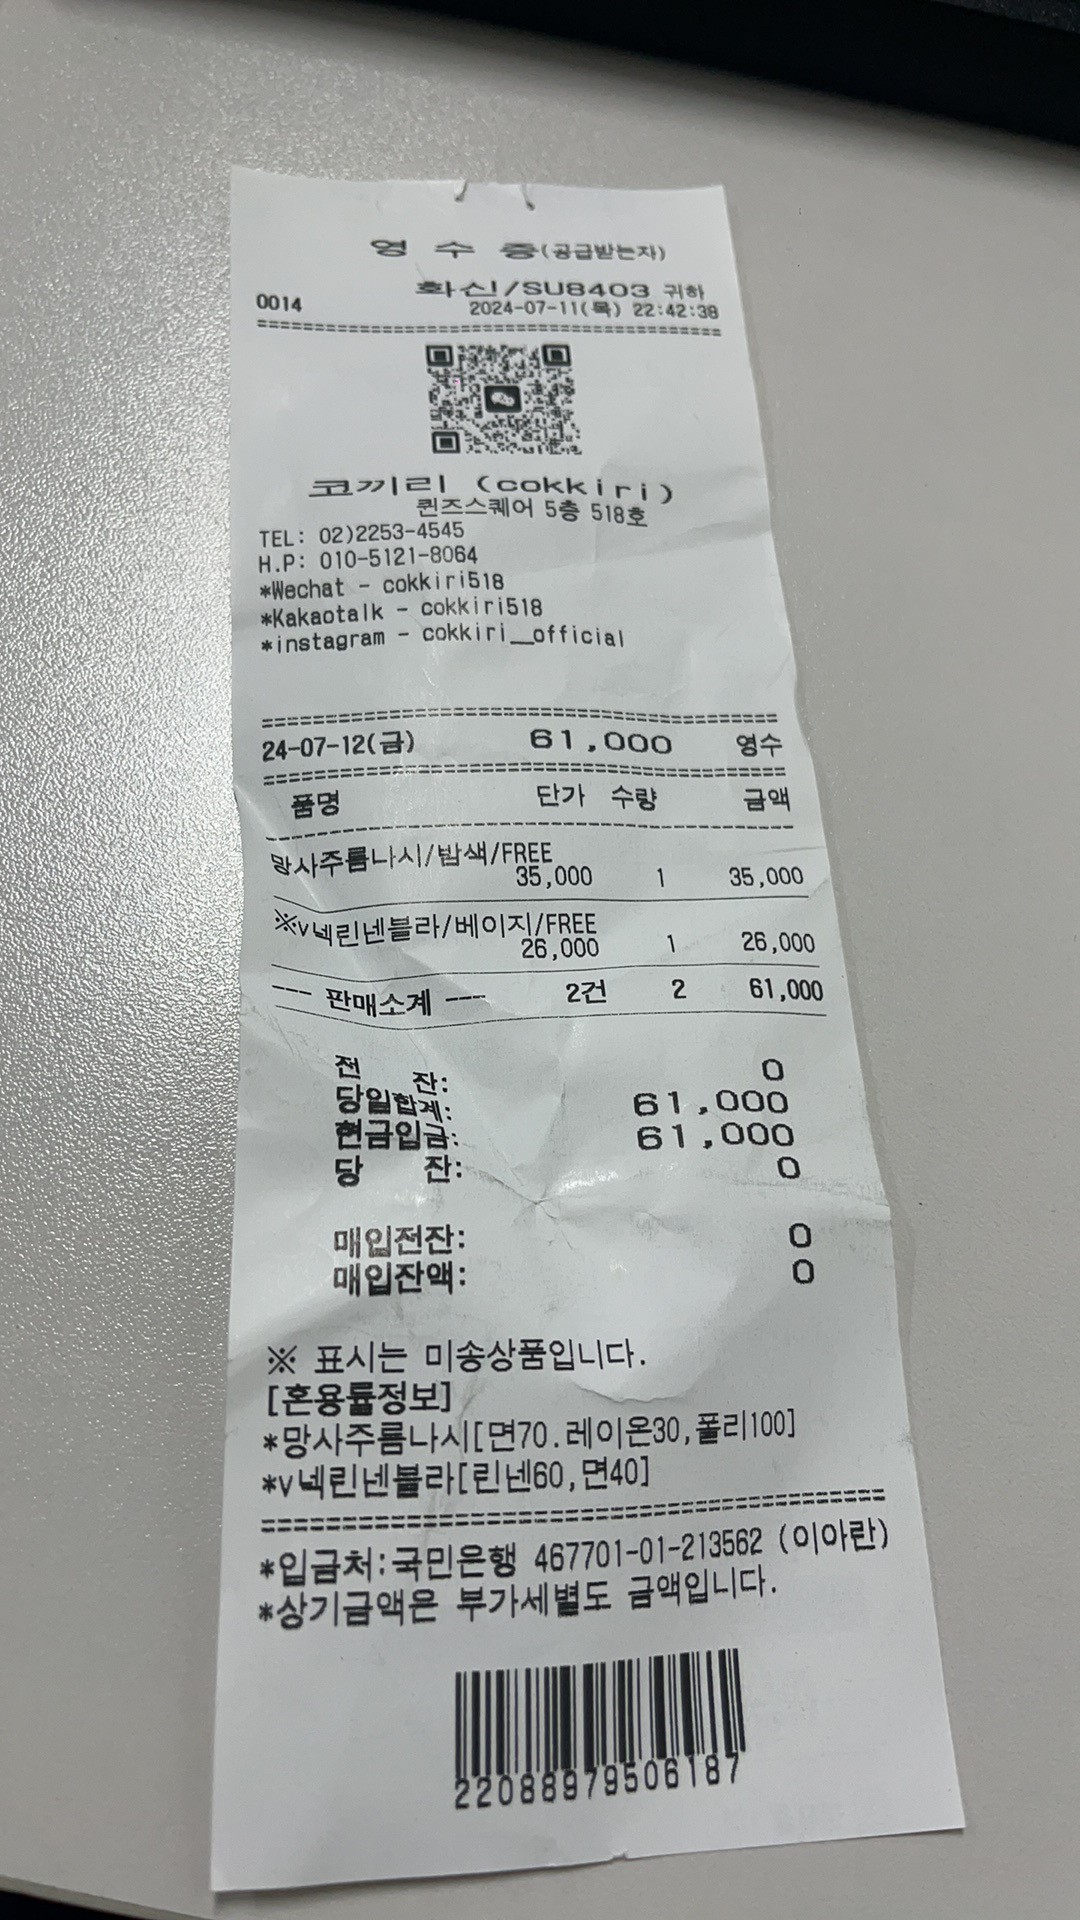 영 수 증(공급받는자)
화신/SU8403 귀하
0014 2024-07-11(목) 22:42:38
코끼리 (cokkiri)
퀸즈스퀘어 5층 518호
TEL: 02)2253-4545
H.P: 010-5121-8064
*Wechat - cokkiri518
*Kakaotalk - cokkiri518
*instagram - cokkiri__official
24-07-12(금) 61,000 영수
품명 단가 수량 금액
망사주름나시/밤색/FREE
35,000 1 35,000
※v넥린넨블라/베이지/FREE
26,000 1 26,000
--- 판매소계 --- 2건 2 61,000
전 잔: 0
당일합계: 61,000
현금입금: 61,000
당 잔: 0
매입전잔: 0
매입잔액: 0
※ 표시는 미송상품입니다.
[혼용률정보]
*망사주름나시[면70.레이온30,폴리100]
*v넥린넨블라[린넨60,면40]
*입금처:국민은행 467701-01-213562 (이아란)
*상기금액은 부가세별도 금액입니다.
22088979506187